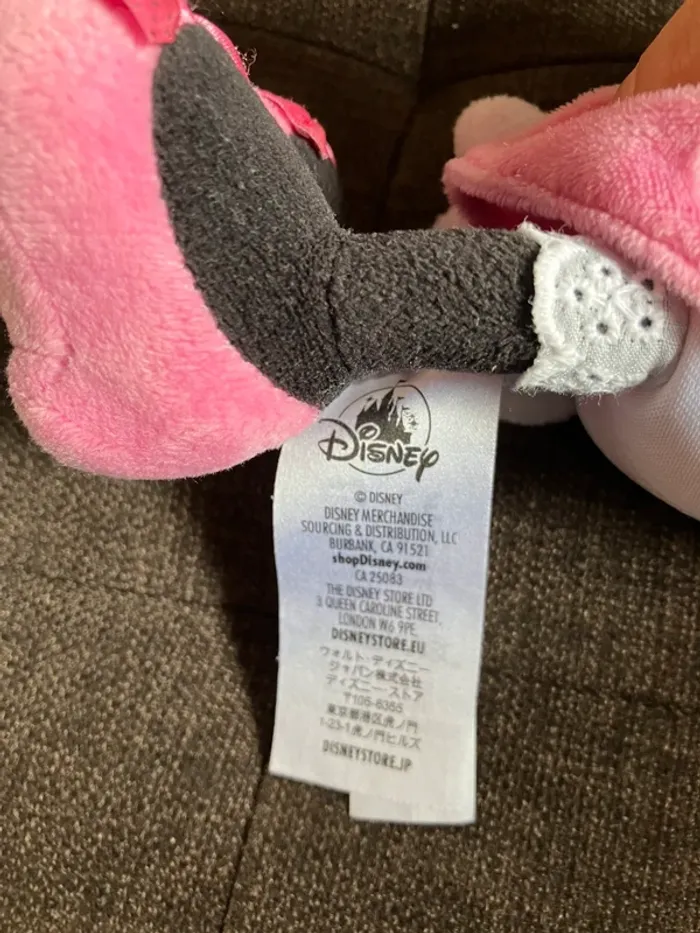 Disney
© DISNEY
DISNEY MERCHANDISE
SOURCING & DISTRIBUTION, LLC
BURBANK, CA 91521
shopDisney.com
CA 25083
THE DISNEY STORE LTD
3 QUEEN CAROLINE STREET,
LONDON W6 9PE
DISNEYSTORE.EU
ウォルト・ディズニー
ジャパン株式会社
ディズニーストア
〒105-6355
東京都港区虎ノ門
1-23-1虎ノ門ヒルズ
DISNEYSTORE.JP